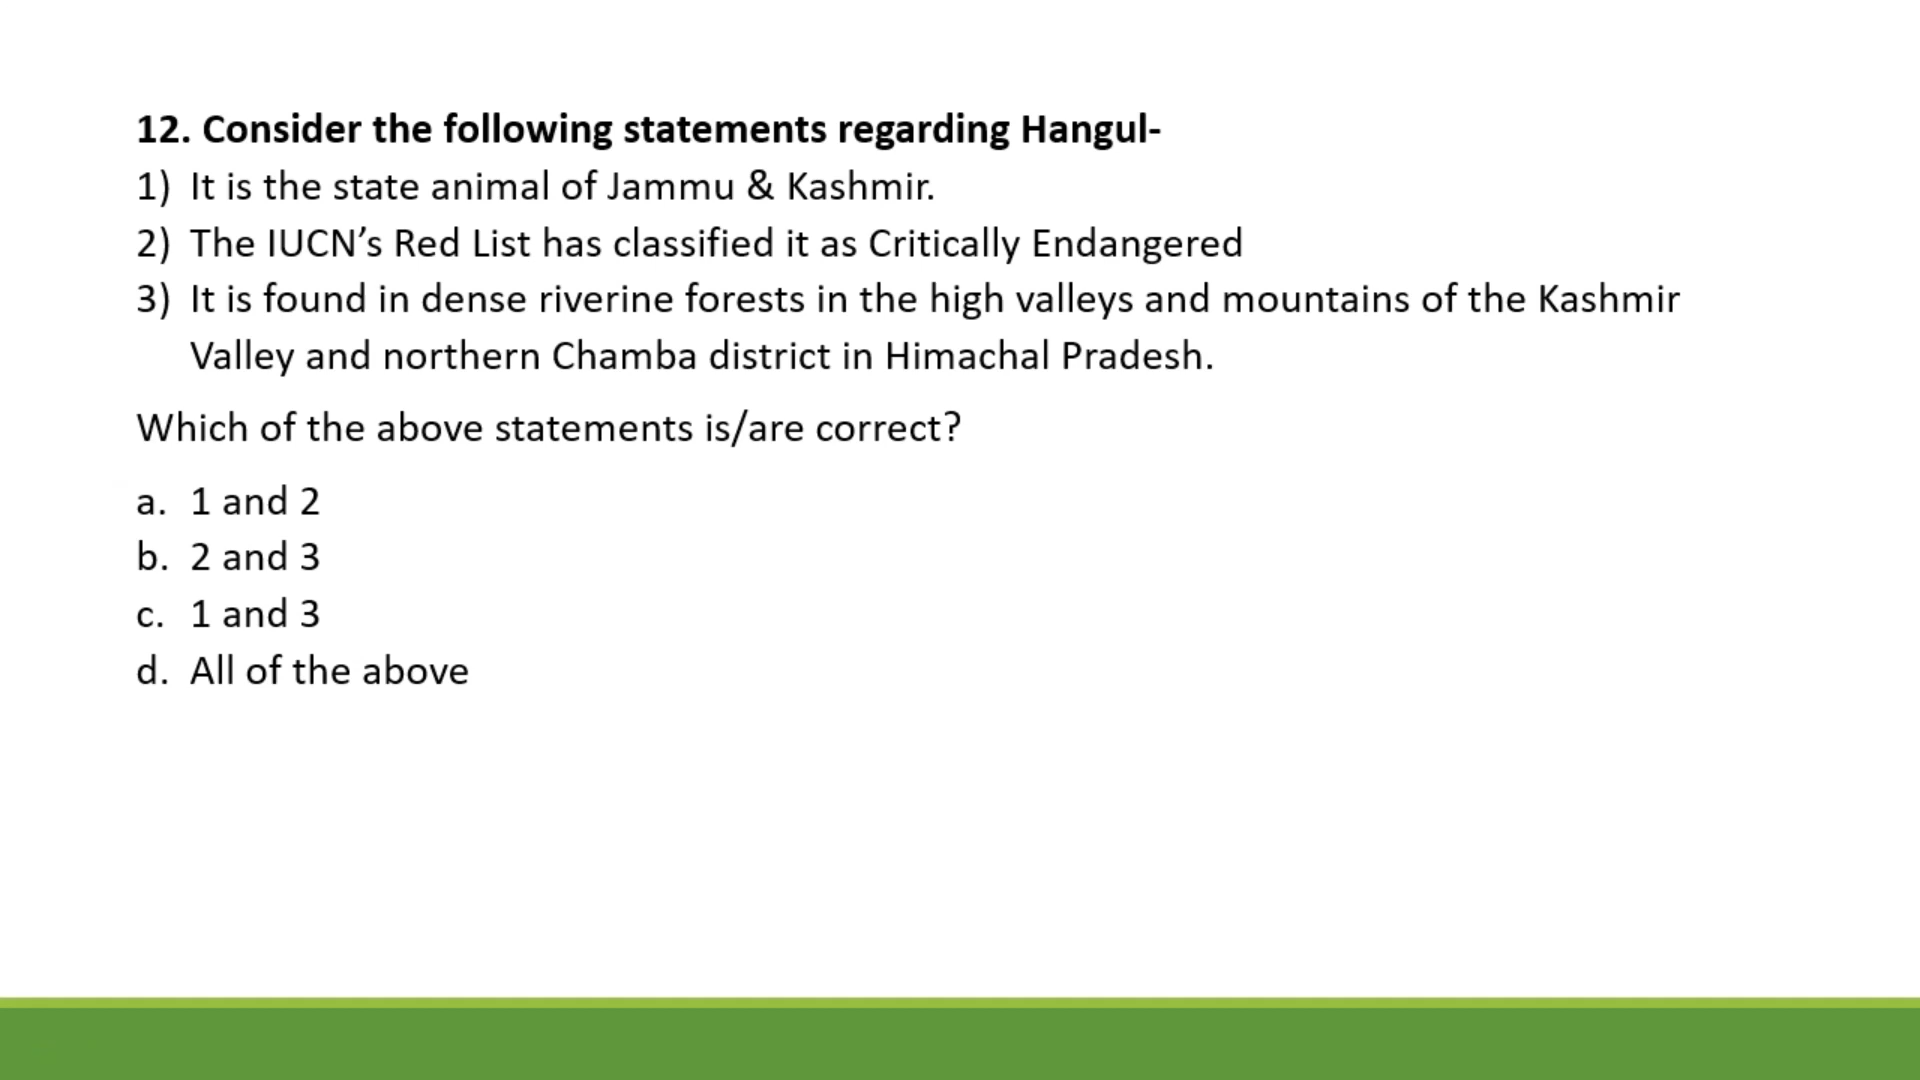 12. Consider the following statements regarding Hangul-
1) It is the state animal of Jammu & Kashmir.
2) The IUCN’s Red List has classified it as Critically Endangered
3) It is found in dense riverine forests in the high valleys and mountains of the Kashmir
Valley and northern Chamba district in Himachal Pradesh.
Which of the above statements is/are correct?
a. 1 and 2
b. 2 and 3
c. 1 and 3
d. All of the above